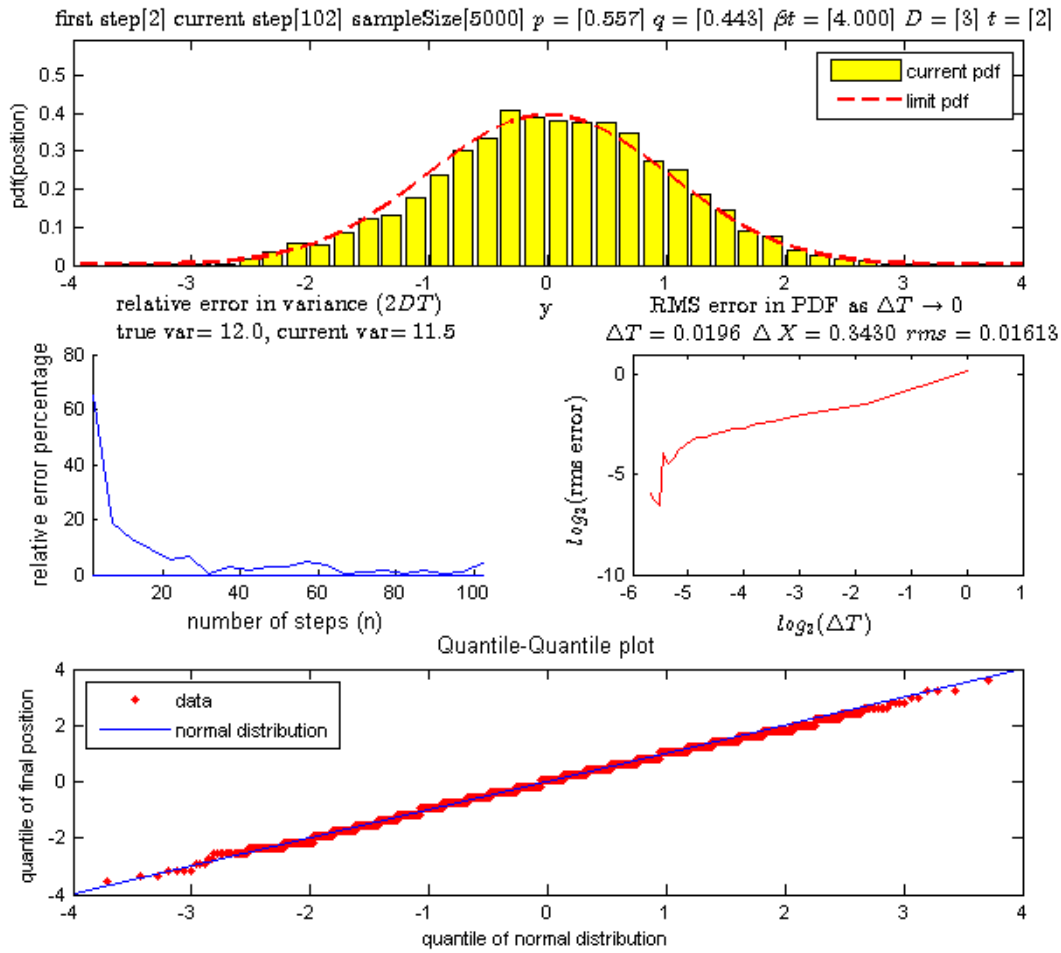 first step[2] current step[102] sampleSize[5000] p = [0.557] q = [0.443] βt = [4.000] D = [3] t = [2]
0.5
0.4
0.3
0.2
0.1
0
pdf(position)
current pdf
limit pdf
-4 -3 -2 -1 0 1 2 3 4
y
relative error in variance (2DT)
true var= 12.0, current var= 11.5
80
60
40
20
0
relative error percentage
20 40 60 80 100
number of steps (n)
RMS error in PDF as ΔT → 0
ΔT = 0.0196 Δ X = 0.3430 rms = 0.01613
0
-5
-10
log₂(rms error)
-6 -5 -4 -3 -2 -1 0 1
log₂(ΔT)
Quantile-Quantile plot
4
2
0
-2
-4
quantile of final position
data
normal distribution
-4 -3 -2 -1 0 1 2 3 4
quantile of normal distribution